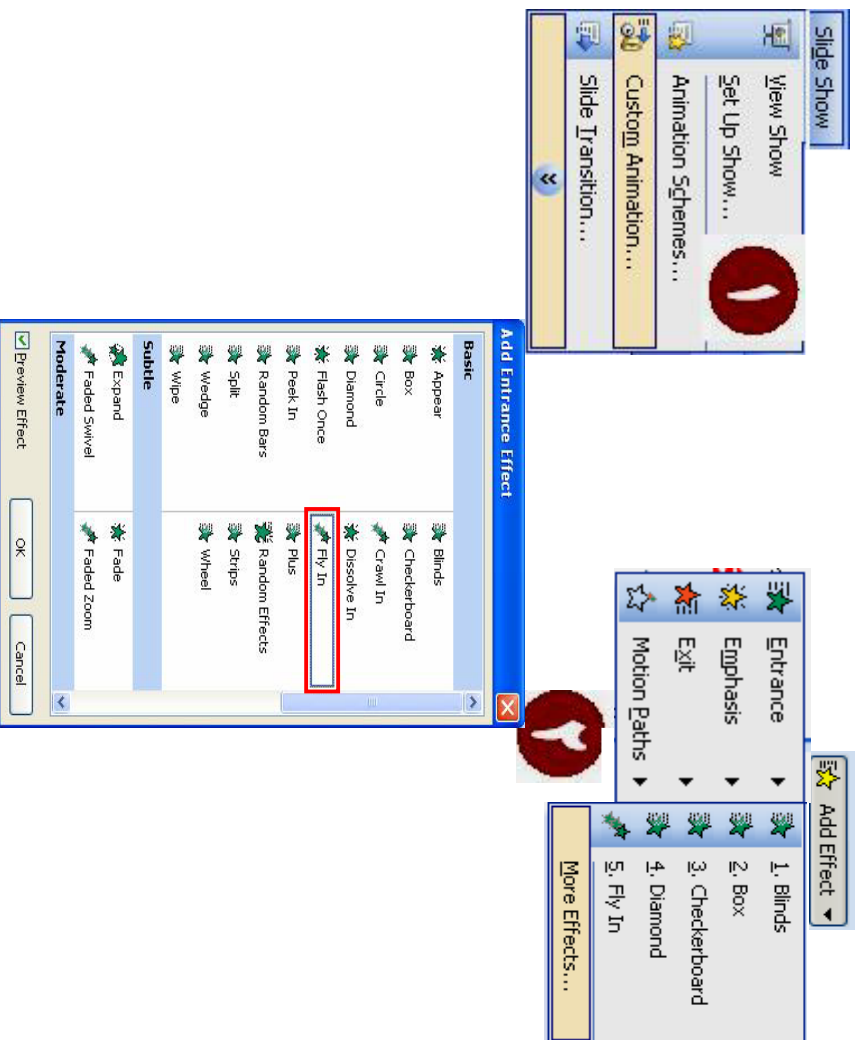 Slide Show
View Show
Set Up Show...
Animation Schemes...
Custom Animation...
Slide Transition...
۱
Add Effect
Entrance
Emphasis
Exit
Motion Paths
1. Blinds
2. Box
3. Checkerboard
4. Diamond
5. Fly In
More Effects...
۲
Add Entrance Effect
Basic
Appear Blinds
Box Checkerboard
Circle Crawl In
Diamond Dissolve In
Flash Once Fly In
Peek In Plus
Random Bars Random Effects
Split Strips
Wedge Wheel
Wipe
Subtle
Expand Fade
Faded Swivel Faded Zoom
Moderate
Preview Effect OK Cancel